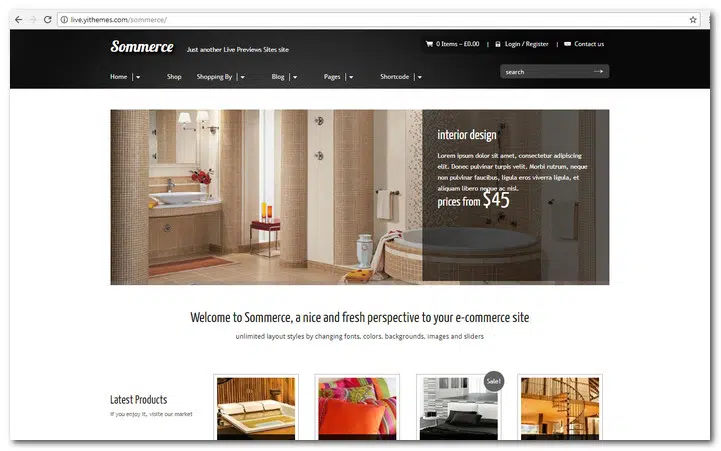 live.yithemes.com/sommerce/
Sommerce
Just another Live Previews Sites site
0 Items – £0.00 | Login / Register | Contact us
Home Shop Shopping By Blog Pages Shortcode
search
interior design
Lorem ipsum dolor sit amet, consectetur adipiscing
elit. Donec pulvinar turpis velit. Morbi rutrum, neque
non pulvinar faucibus, ligula eros viverra ligula, et
aliquam libero neque ac nisl.
prices from $45
Welcome to Sommerce, a nice and fresh perspective to your e-commerce site
unlimited layout styles by changing fonts, colors, backgrounds, images and sliders
Sale!
Latest Products
If you enjoy it, visite our market